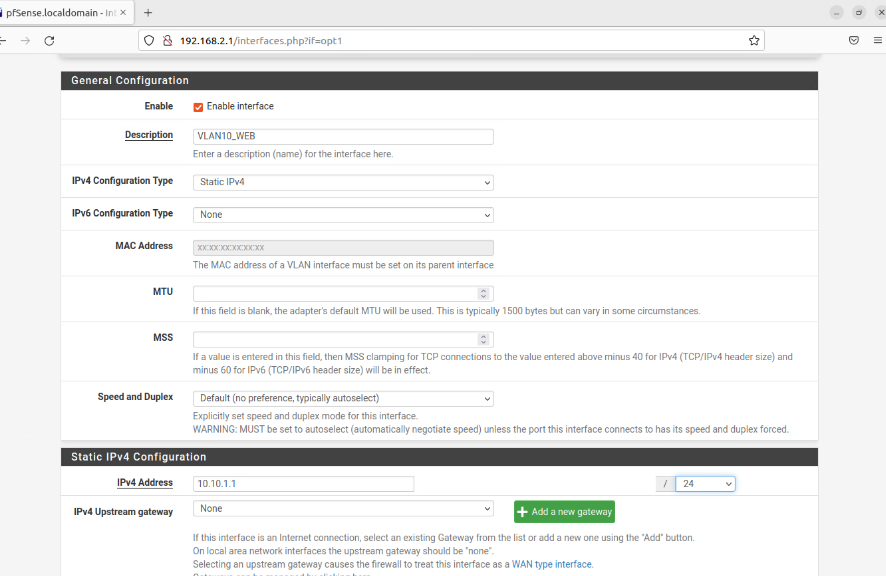 pfSense.localdomain - Int
192.168.2.1/interfaces.php?if=opt1
General Configuration
Enable
Enable interface
Description
VLAN10_WEB
Enter a description (name) for the interface here.
IPv4 Configuration Type
Static IPv4
IPv6 Configuration Type
None
MAC Address
xx:xx:xx:xx:xx:xx
The MAC address of a VLAN interface must be set on its parent interface
MTU
If this field is blank, the adapter's default MTU will be used. This is typically 1500 bytes but can vary in some circumstances.
MSS
If a value is entered in this field, then MSS clamping for TCP connections to the value entered above minus 40 for IPv4 (TCP/IPv4 header size) and
minus 60 for IPv6 (TCP/IPv6 header size) will be in effect.
Speed and Duplex
Default (no preference, typically autoselect)
Explicitly set speed and duplex mode for this interface.
WARNING: MUST be set to autoselect (automatically negotiate speed) unless the port this interface connects to has its speed and duplex forced.
Static IPv4 Configuration
IPv4 Address
10.10.1.1
/ 24
IPv4 Upstream gateway
None
Add a new gateway
If this interface is an Internet connection, select an existing Gateway from the list or add a new one using the "Add" button.
On local area network interfaces the upstream gateway should be "none".
Selecting an upstream gateway causes the firewall to treat this interface as a WAN type interface.
Gateways can be managed by clicking here.